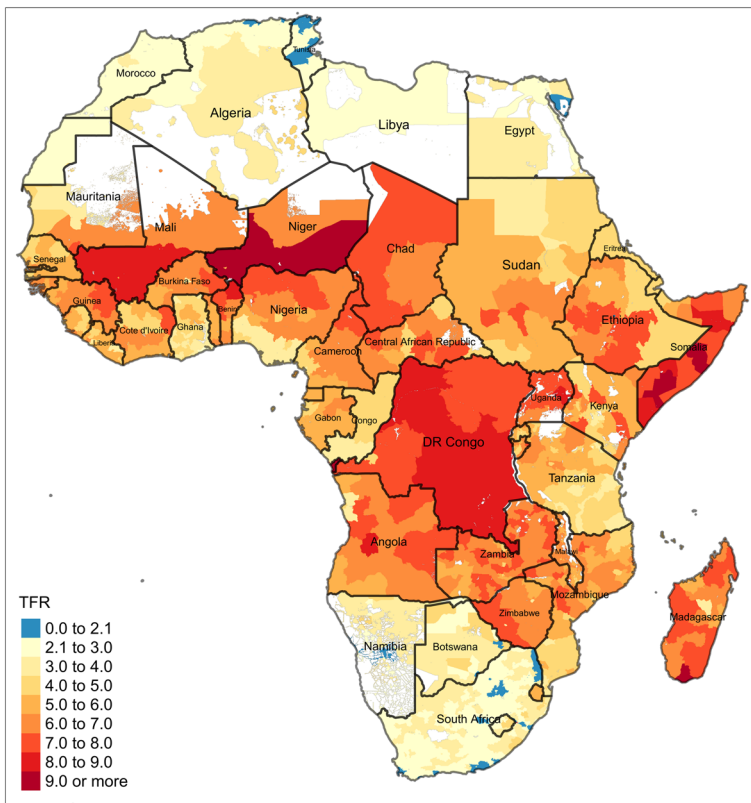 Tunisia
Morocco
Algeria
Libya
Egypt
Mauritania
Mali
Niger
Chad
Sudan
Eritrea
Senegal
Burkina Faso
Guinea
Benin
Nigeria
Ethiopia
Cote d'Ivoire
Ghana
Liberia
Somalia
Cameroon
Central African Republic
Uganda
Kenya
Gabon
Congo
DR Congo
Tanzania
Angola
Zambia
Malawi
Mozambique
Zimbabwe
Madagascar
Namibia
Botswana
South Africa
TFR
0.0 to 2.1
2.1 to 3.0
3.0 to 4.0
4.0 to 5.0
5.0 to 6.0
6.0 to 7.0
7.0 to 8.0
8.0 to 9.0
9.0 or more